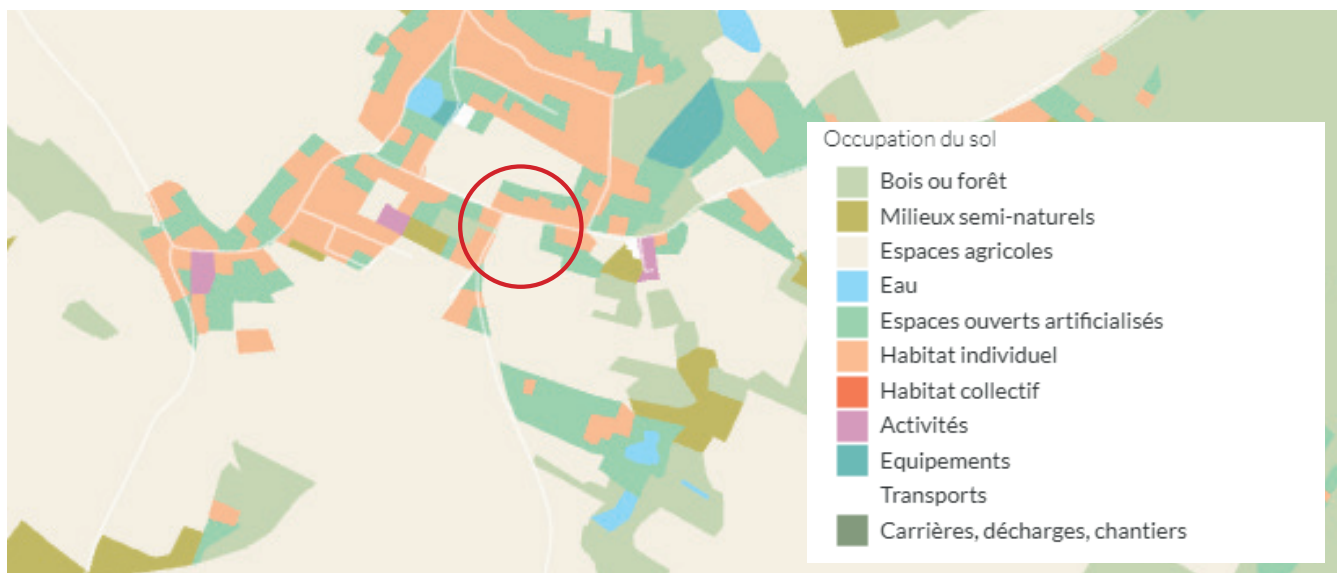 Occupation du sol
Bois ou forêt
Milieux semi-naturels
Espaces agricoles
Eau
Espaces ouverts artificialisés
Habitat individuel
Habitat collectif
Activités
Equipements
Transports
Carrières, décharges, chantiers